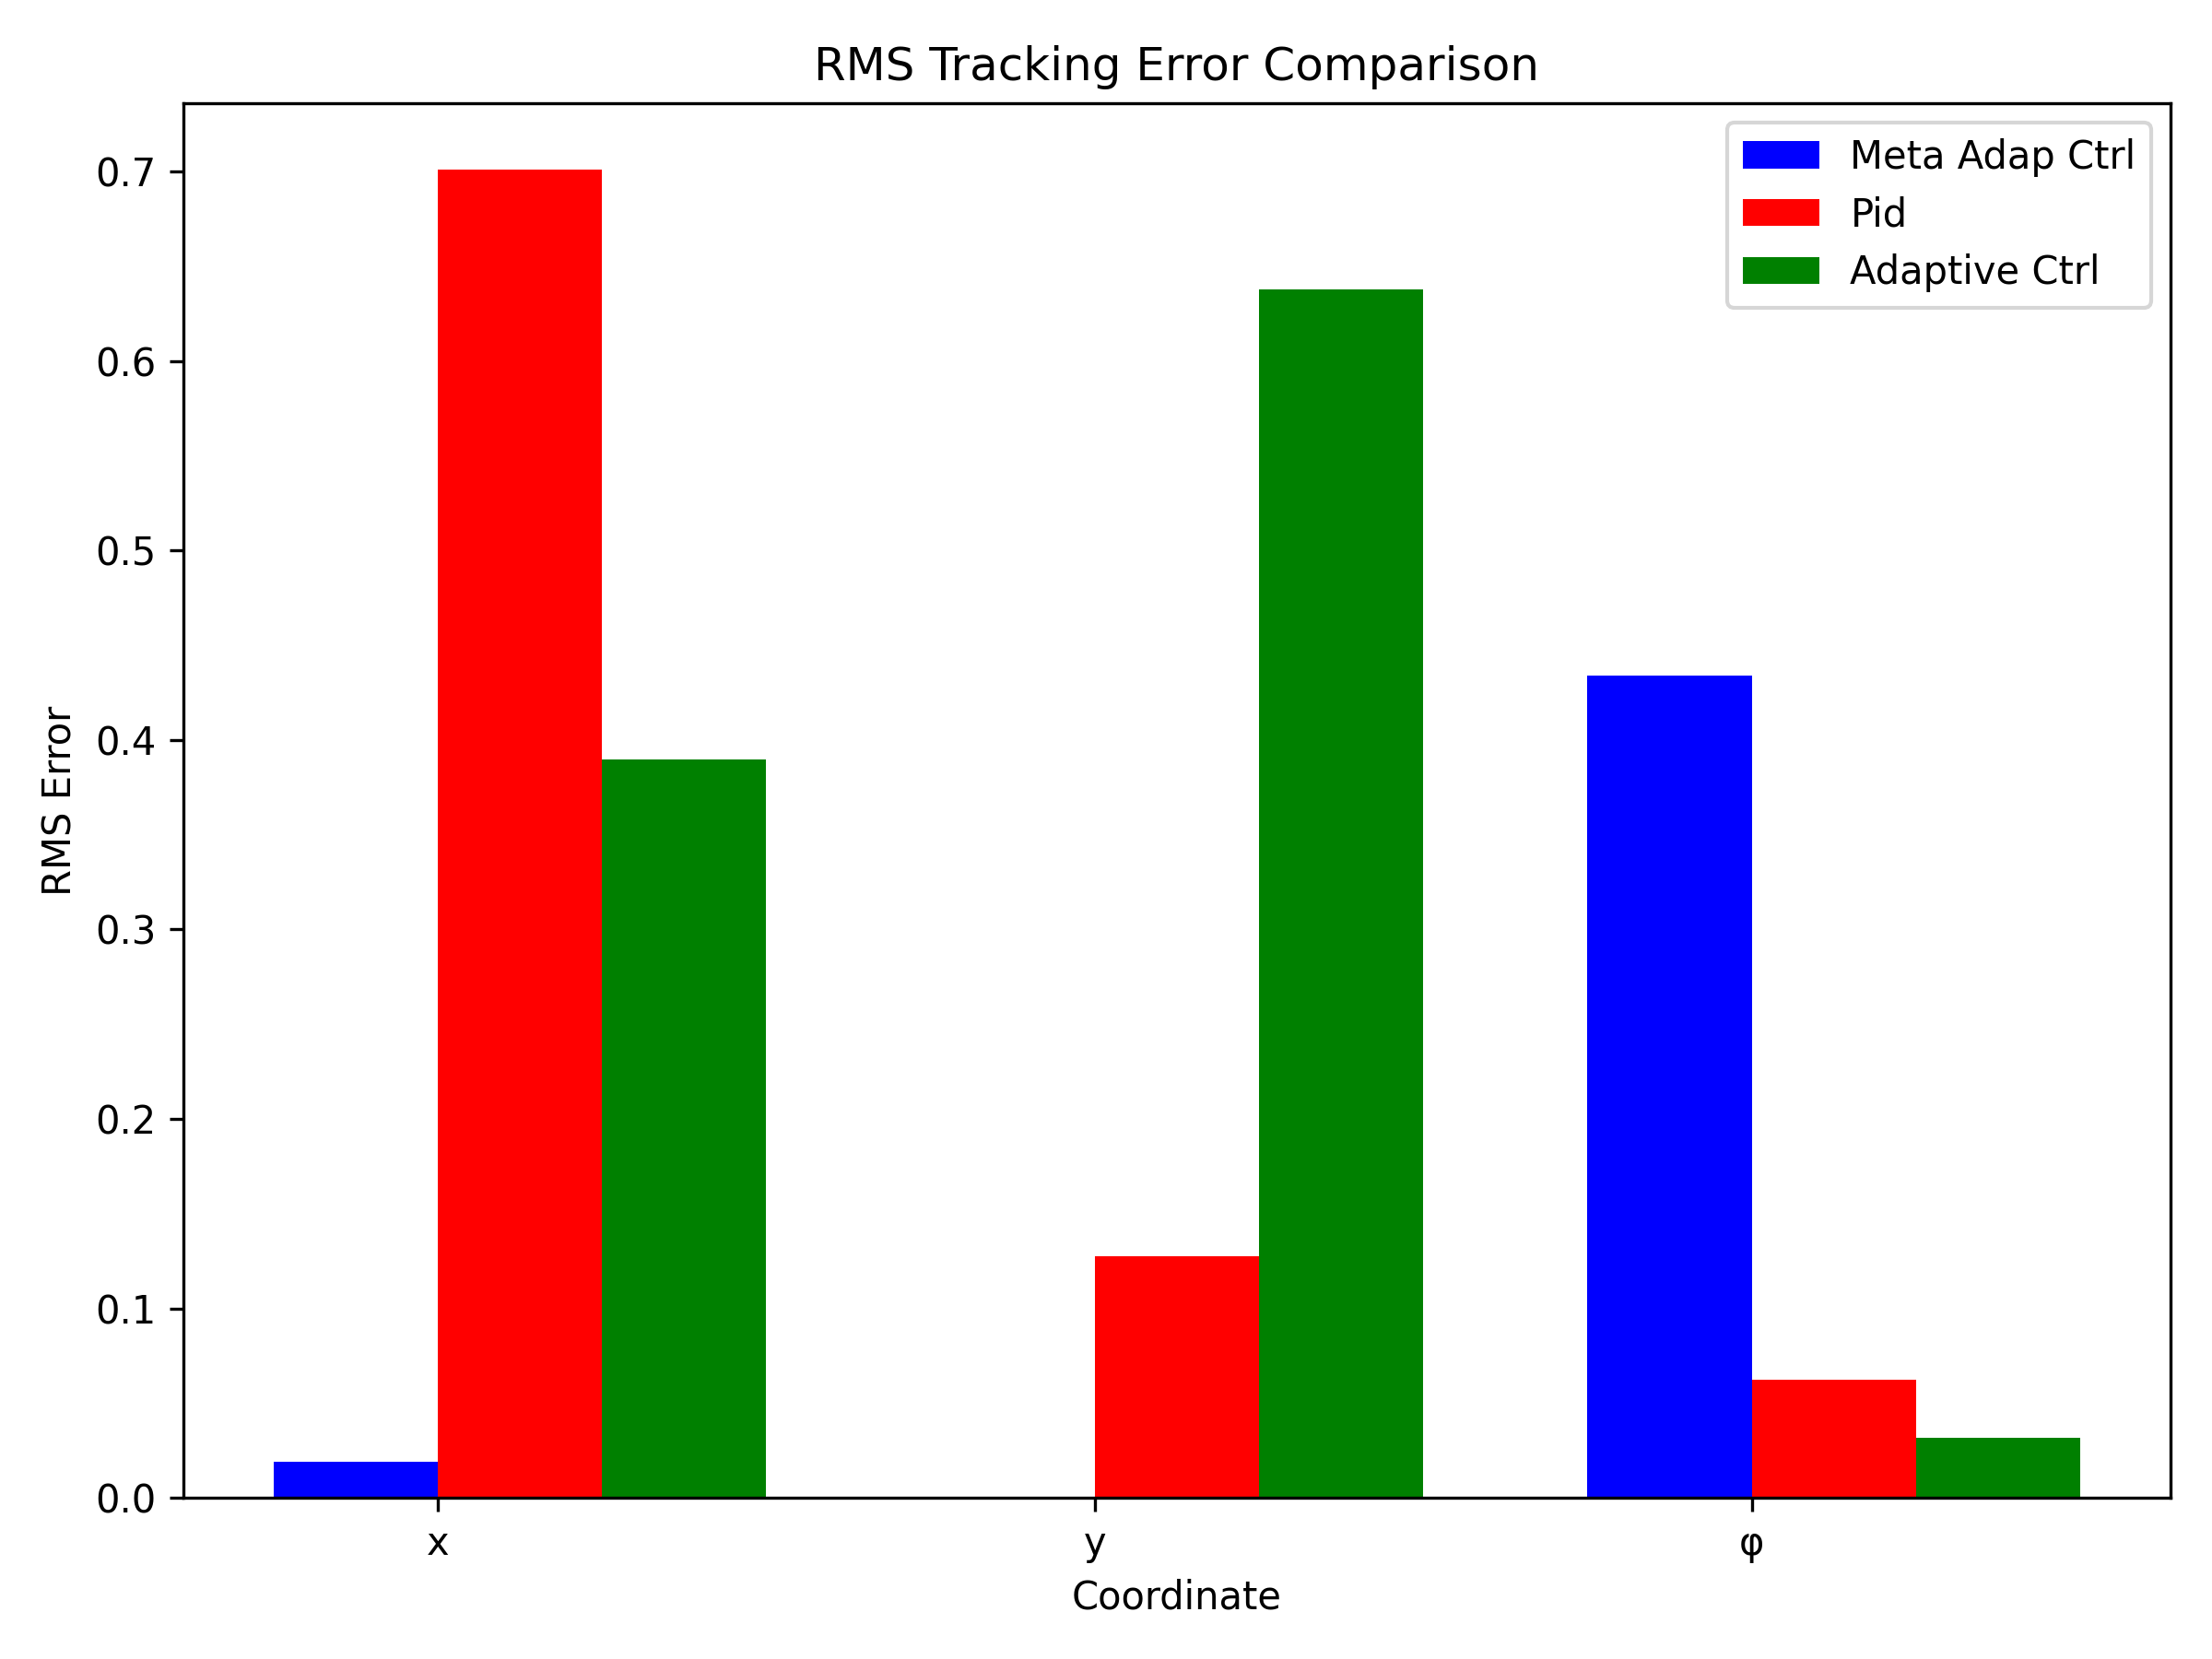 RMS Tracking Error Comparison
Meta Adap Ctrl
Pid
Adaptive Ctrl
RMS Error
0.7
0.6
0.5
0.4
0.3
0.2
0.1
0.0
x y φ
Coordinate